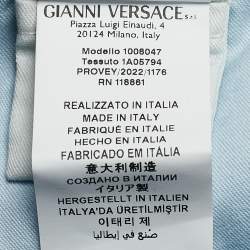 GIANNI VERSACE S.r.l.
Piazza Luigi Einaudi, 4
20124 Milano, Italy
Modello 1008047
Tessuto 1A05794
PROVEY/2022/1176
RN 118661
REALIZZATO IN ITALIA
MADE IN ITALY
FABRIQUÉ EN ITALIE
HECHO EN ITALIA
FABRICADO EM ITÁLIA
意大利制造
СОЗДАНО В ИТАЛИИ
イタリア製
HERGESTELLT IN ITALIEN
İTALYA'DA ÜRETİLMİŞTİR
이태리 제
صنع في إيطاليا